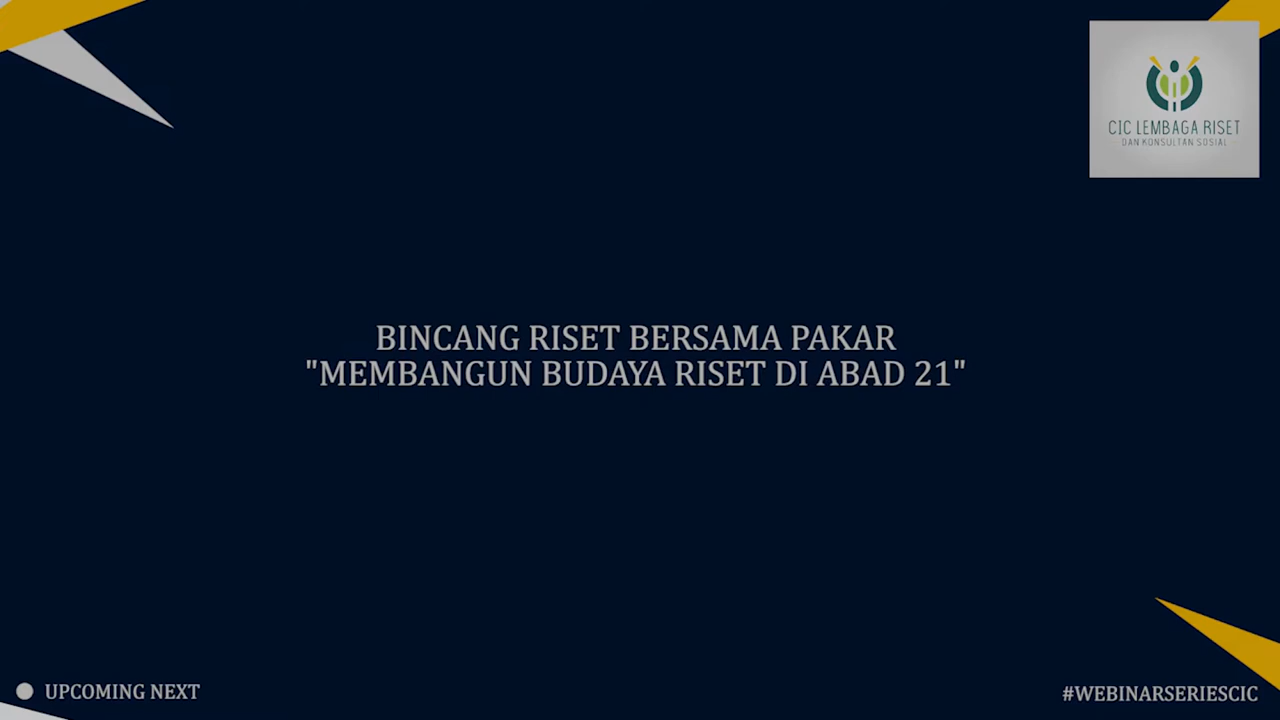 CIC LEMBAGA RISET
DAN KONSULTAN SOSIAL
BINCANG RISET BERSAMA PAKAR
"MEMBANGUN BUDAYA RISET DI ABAD 21"
UPCOMING NEXT
#WEBINARSERIESCIC